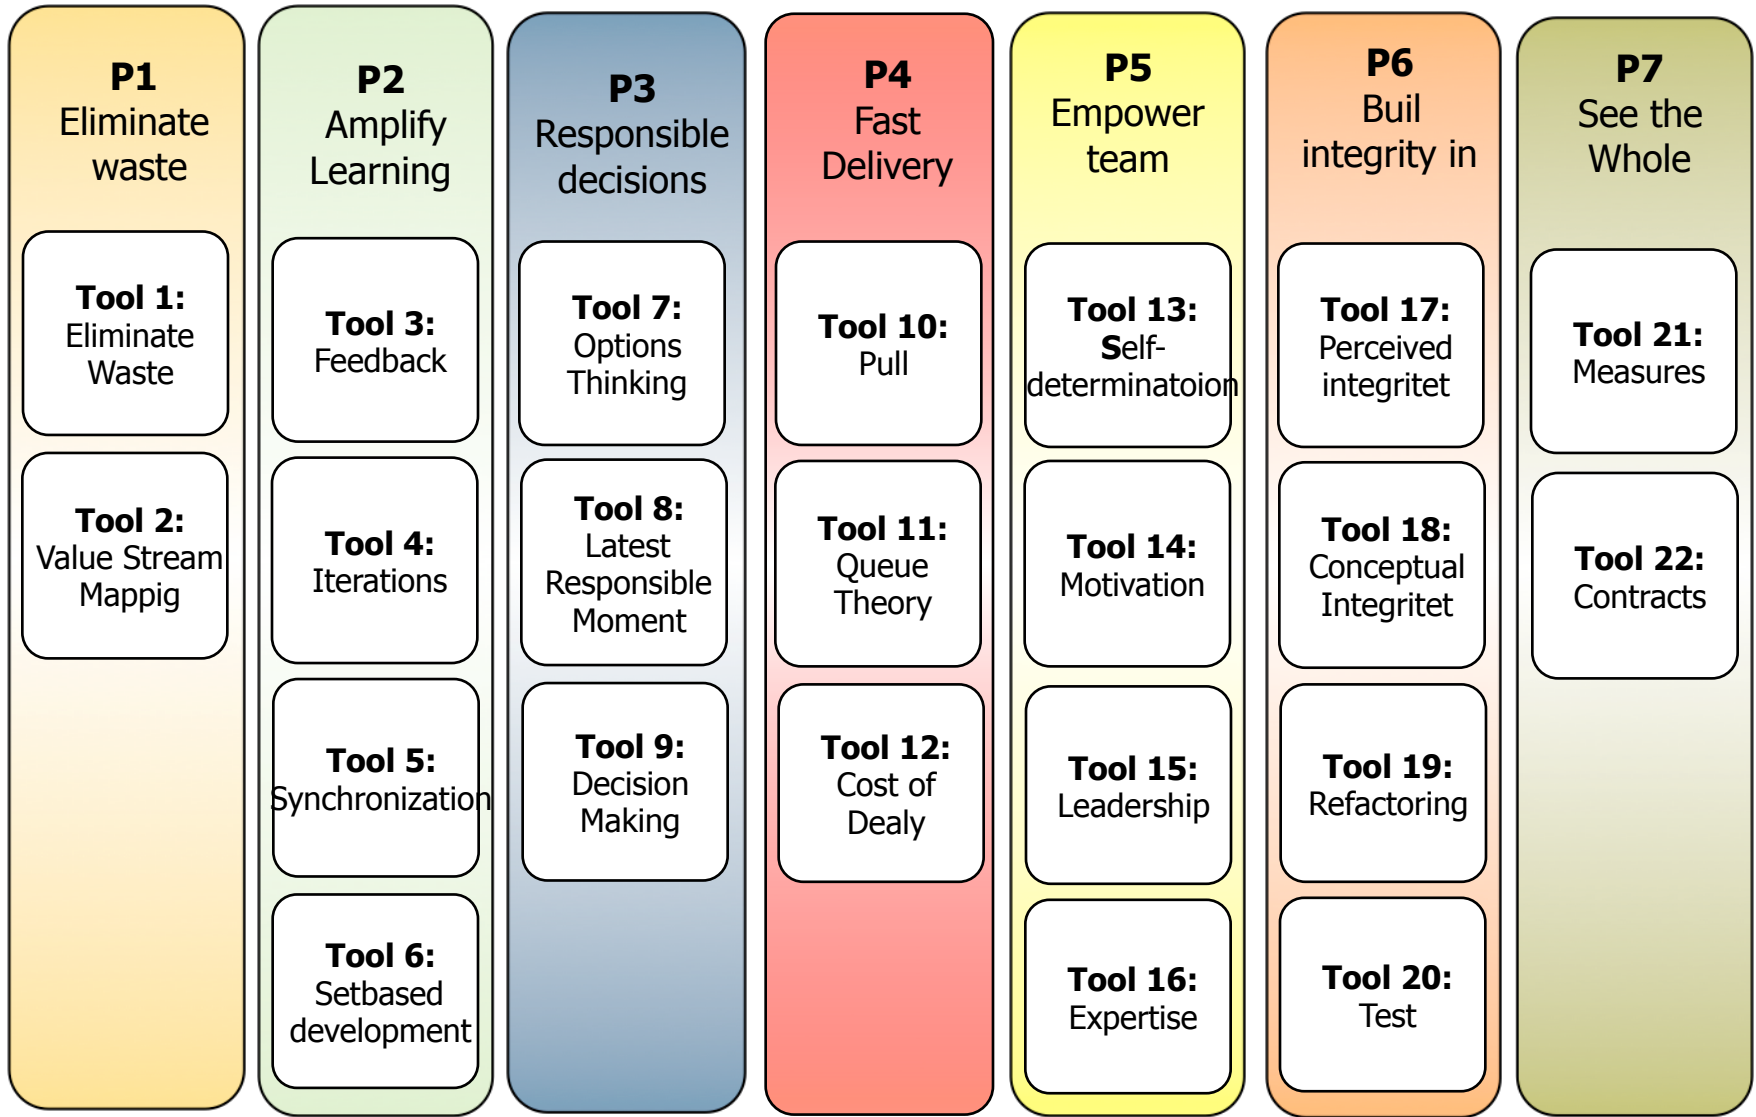 P1
Eliminate
waste
Tool 1:
Eliminate
Waste
Tool 2:
Value Stream
Mappig
P2
Amplify
Learning
Tool 3:
Feedback
Tool 4:
Iterations
Tool 5:
Synchronization
Tool 6:
Setbased
development
P3
Responsible
decisions
Tool 7:
Options
Thinking
Tool 8:
Latest
Responsible
Moment
Tool 9:
Decision
Making
P4
Fast
Delivery
Tool 10:
Pull
Tool 11:
Queue
Theory
Tool 12:
Cost of
Dealy
P5
Empower
team
Tool 13:
Self-
determinatoion
Tool 14:
Motivation
Tool 15:
Leadership
Tool 16:
Expertise
P6
Buil
integrity in
Tool 17:
Perceived
integritet
Tool 18:
Conceptual
Integritet
Tool 19:
Refactoring
Tool 20:
Test
P7
See the
Whole
Tool 21:
Measures
Tool 22:
Contracts